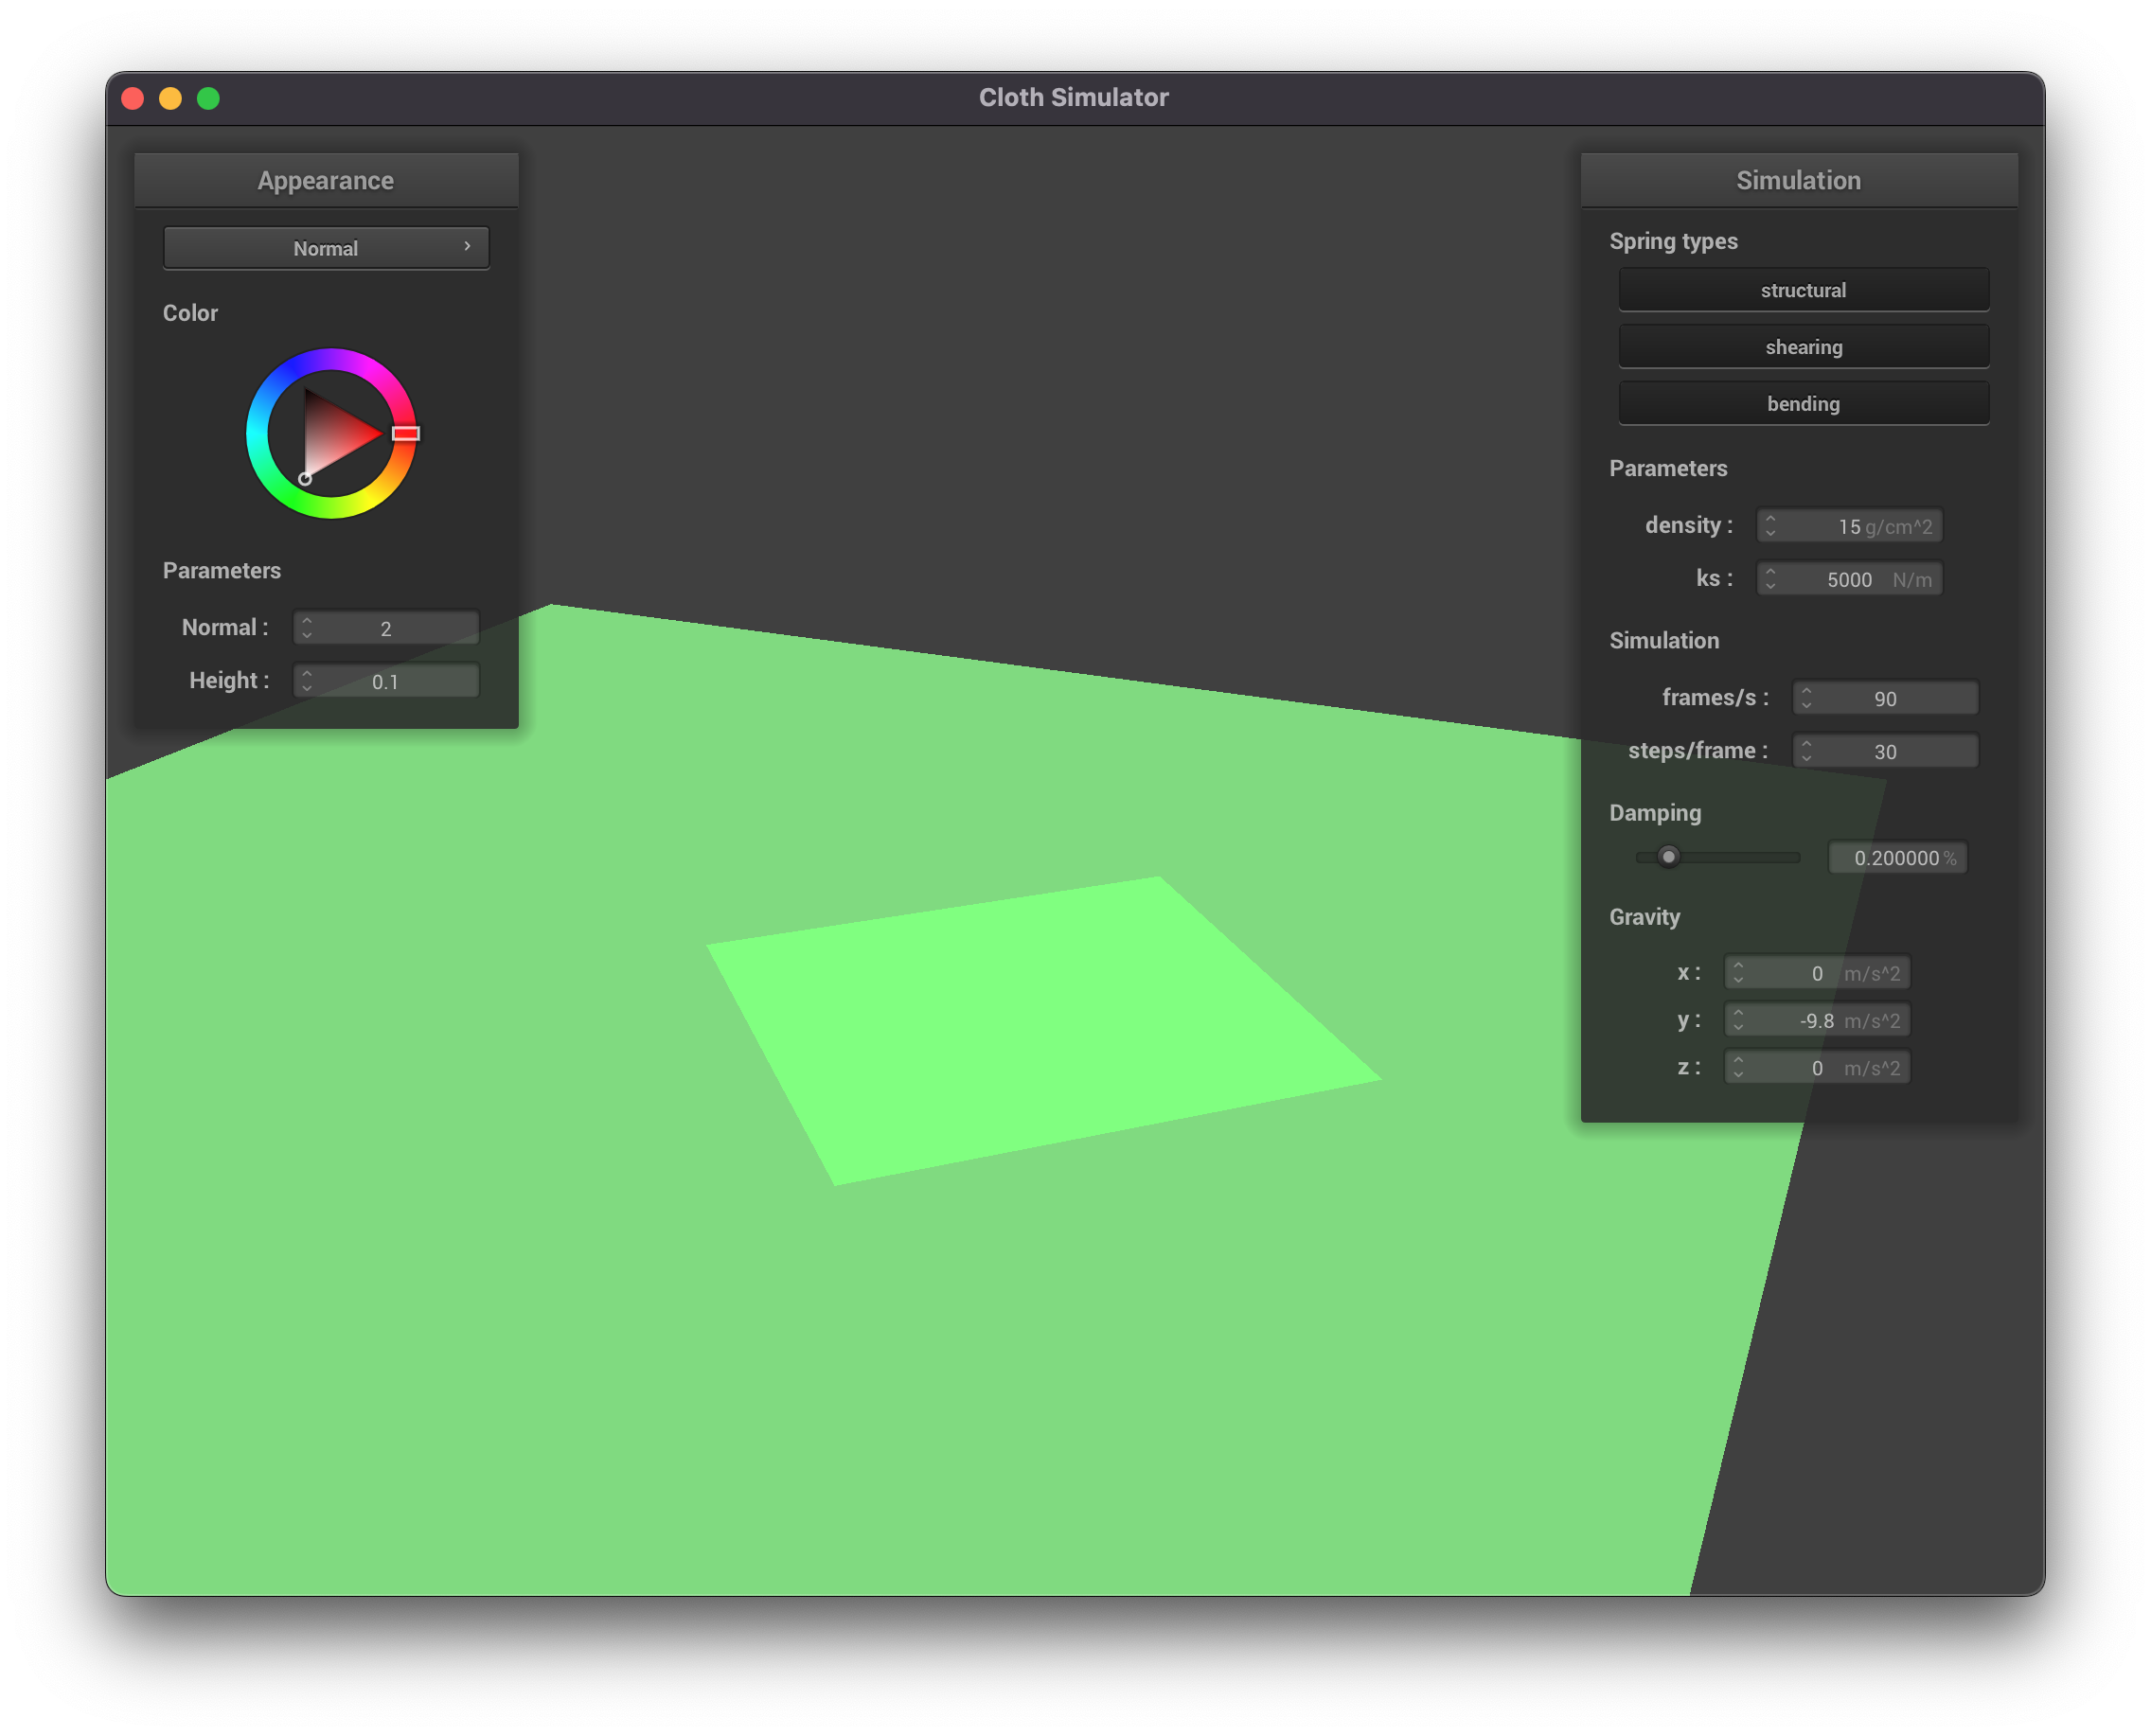 Cloth Simulator
Appearance
Normal
Color
Parameters
Normal : 2
Height : 0.1
Simulation
Spring types
structural
shearing
bending
Parameters
density : 15 g/cm^2
ks : 5000 N/m
Simulation
frames/s : 90
steps/frame : 30
Damping
0.200000 %
Gravity
x : 0 m/s^2
y : -9.8 m/s^2
z : 0 m/s^2